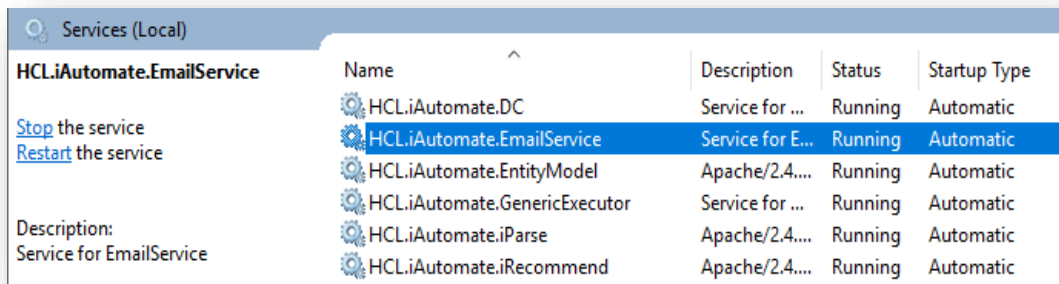 Services (Local)
HCL.iAutomate.EmailService
Stop the service
Restart the service
Description:
Service for EmailService
Name Description Status Startup Type
HCL.iAutomate.DC Service for ... Running Automatic
HCL.iAutomate.EmailService Service for E... Running Automatic
HCL.iAutomate.EntityModel Apache/2.4.... Running Automatic
HCL.iAutomate.GenericExecutor Service for ... Running Automatic
HCL.iAutomate.iParse Apache/2.4.... Running Automatic
HCL.iAutomate.iRecommend Apache/2.4.... Running Automatic